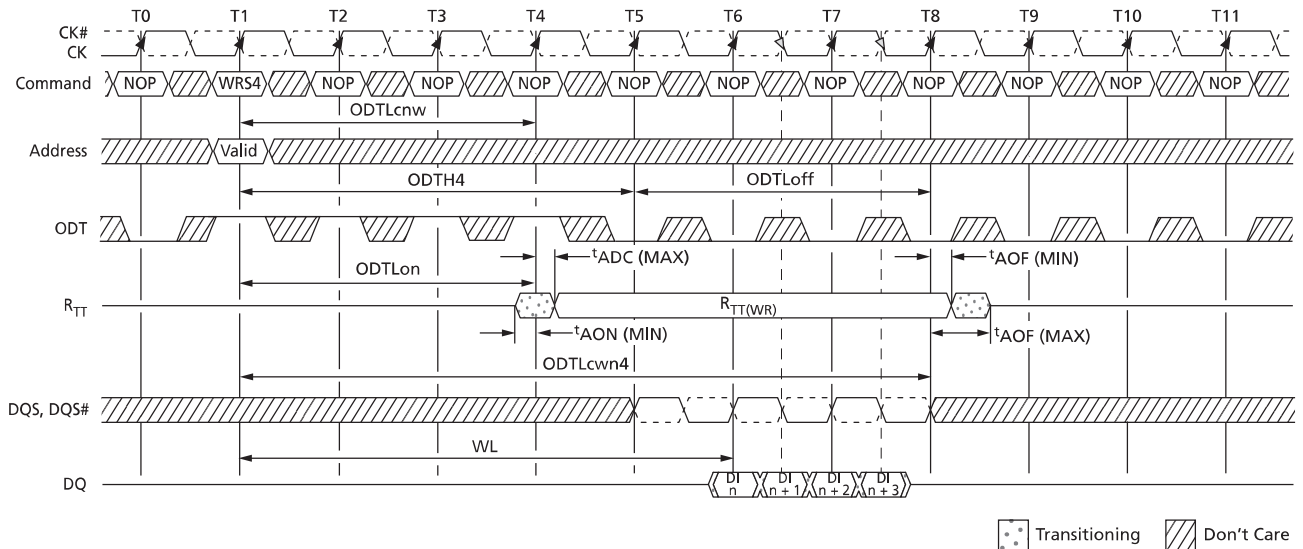 T0 T1 T2 T3 T4 T5 T6 T7 T8 T9 T10 T11
CK#
CK
Command NOP WRS4 NOP NOP NOP NOP NOP NOP NOP NOP NOP NOP
ODTLcnw
Address Valid
ODTH4 ODTLoff
ODT
ODTLon tADC (MAX) tAOF (MIN)
RTT RTT(WR)
tAON (MIN) tAOF (MAX)
ODTLcwn4
DQS, DQS#
WL
DQ DI n DI n + 1 DI n + 2 DI n + 3
Transitioning Don't Care